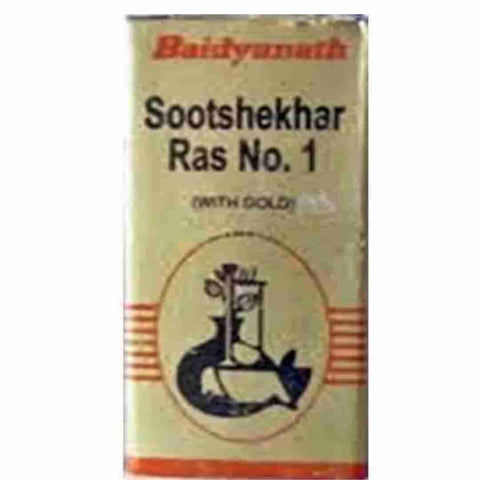 Baidyanath
Sootshekhar
Ras No. 1
(WITH GOLD)